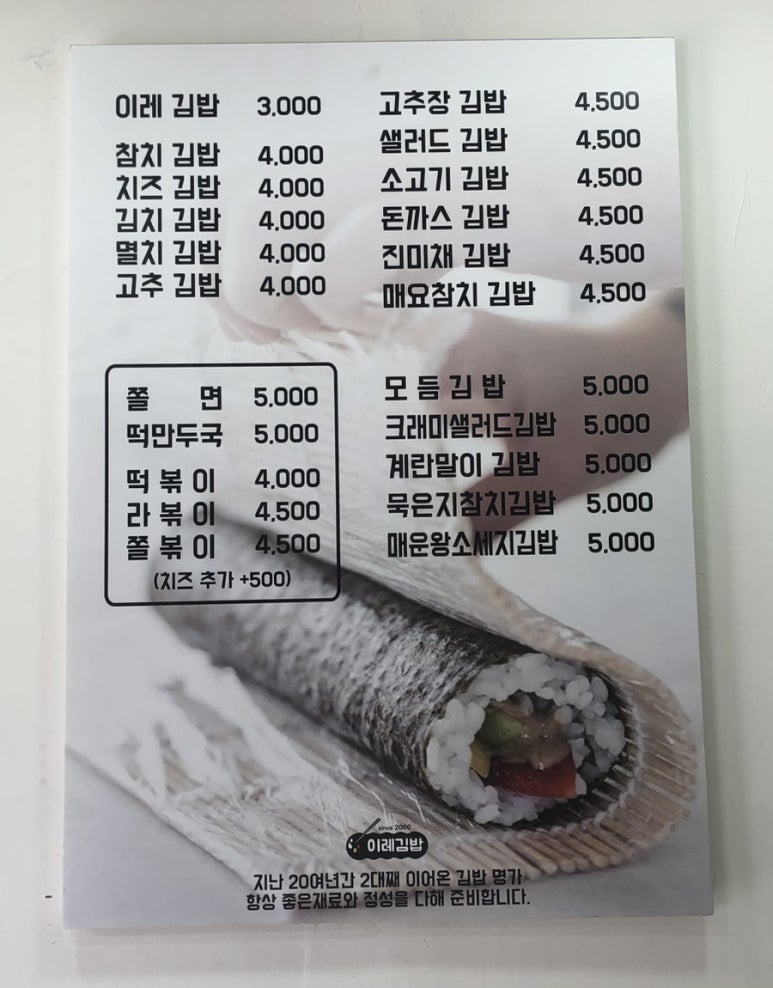 이레 김밥 3,000
참치 김밥 4,000
치즈 김밥 4,000
김치 김밥 4,000
멸치 김밥 4,000
고추 김밥 4,000
고추장 김밥 4,500
샐러드 김밥 4,500
소고기 김밥 4,500
돈까스 김밥 4,500
진미채 김밥 4,500
매요참치 김밥 4,500
쫄 면 5,000
떡만두국 5,000
떡 볶 이 4,000
라 볶 이 4,500
쫄 볶 이 4,500
(치즈 추가 +500)
모 듬 김 밥 5,000
크래미샐러드김밥 5,000
계란말이 김밥 5,000
묵은지참치김밥 5,000
매운왕소세지김밥 5,000
since 2000
이레김밥
지난 20여년간 2대째 이어온 김밥 명가
항상 좋은재료와 정성을 다해 준비합니다.